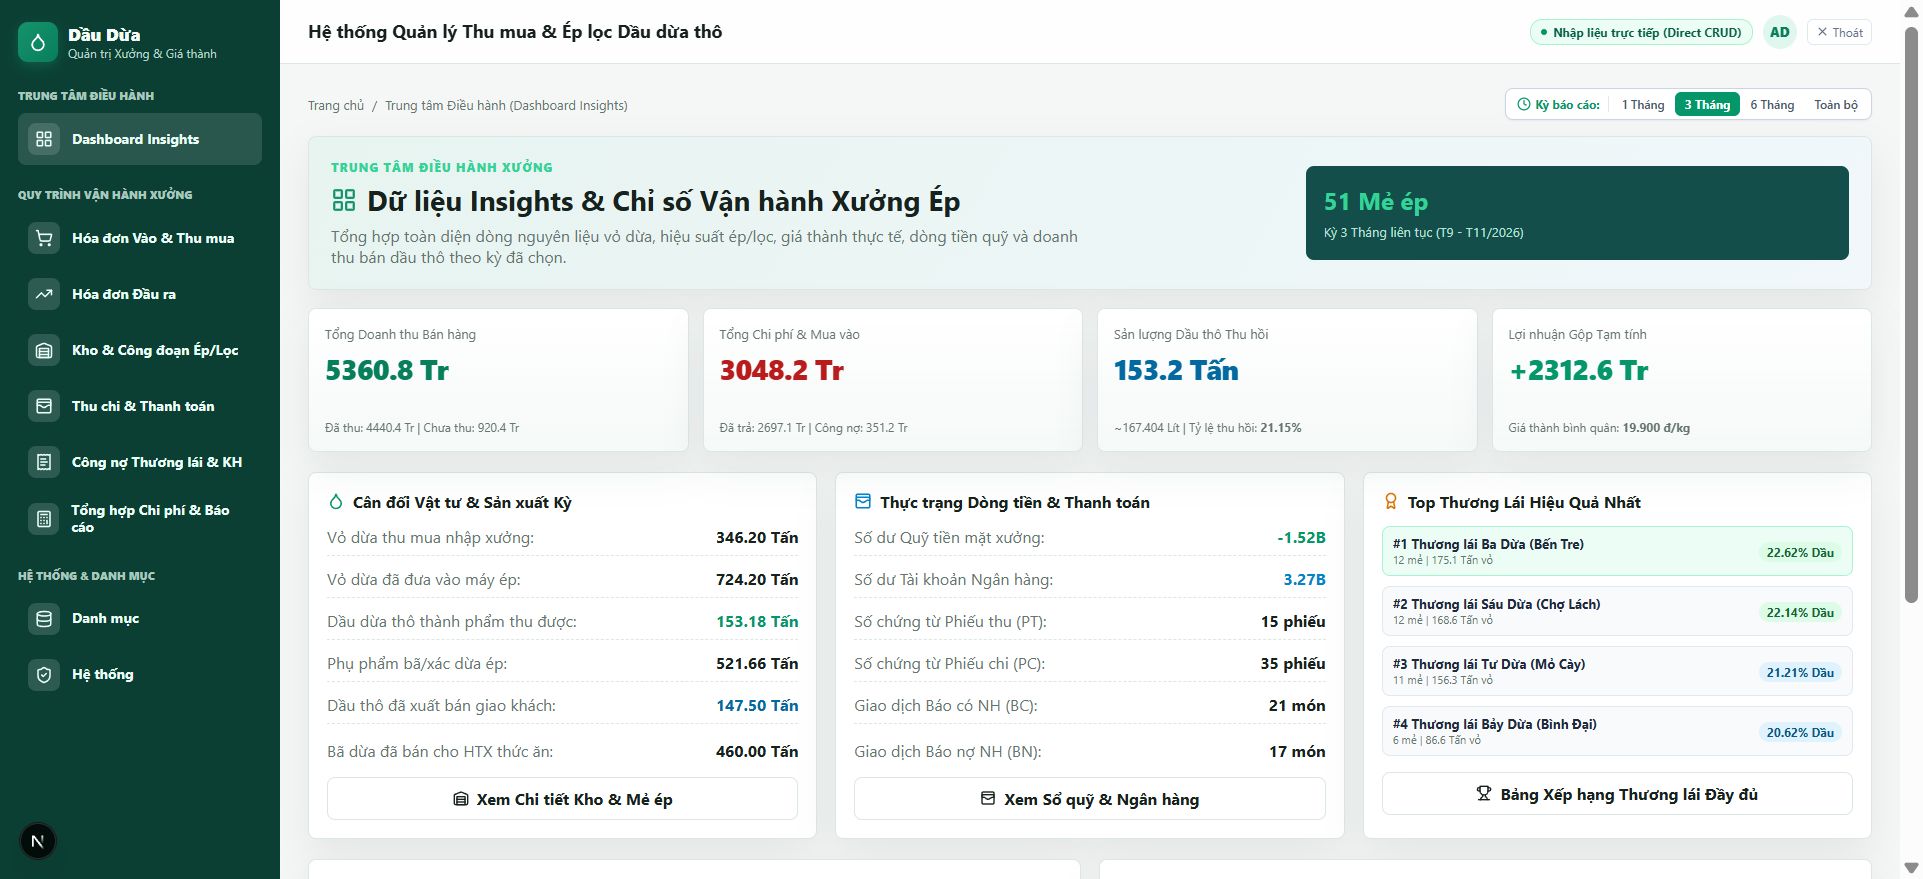 Dầu Dừa
Quản trị Xưởng & Giá thành
TRUNG TÂM ĐIỀU HÀNH
Dashboard Insights
QUY TRÌNH VẬN HÀNH XƯỞNG
Hóa đơn Vào & Thu mua
Hóa đơn Đầu ra
Kho & Công đoạn Ép/Lọc
Thu chi & Thanh toán
Công nợ Thương lái & KH
Tổng hợp Chi phí & Báo
cáo
HỆ THỐNG & DANH MỤC
Danh mục
Hệ thống
N
Hệ thống Quản lý Thu mua & Ép lọc Dầu dừa thô
Nhập liệu trực tiếp (Direct CRUD)
AD
Thoát
Trang chủ / Trung tâm Điều hành (Dashboard Insights)
Kỳ báo cáo: 1 Tháng 3 Tháng 6 Tháng Toàn bộ
TRUNG TÂM ĐIỀU HÀNH XƯỞNG
Dữ liệu Insights & Chỉ số Vận hành Xưởng Ép
Tổng hợp toàn diện dòng nguyên liệu vỏ dừa, hiệu suất ép/lọc, giá thành thực tế, dòng tiền quỹ và doanh
thu bán dầu thô theo kỳ đã chọn.
51 Mẻ ép
Kỳ 3 Tháng liên tục (T9 - T11/2026)
Tổng Doanh thu Bán hàng
5360.8 Tr
Đã thu: 4440.4 Tr | Chưa thu: 920.4 Tr
Tổng Chi phí & Mua vào
3048.2 Tr
Đã trả: 2697.1 Tr | Công nợ: 351.2 Tr
Sản lượng Dầu thô Thu hồi
153.2 Tấn
~167.404 Lít | Tỷ lệ thu hồi: 21.15%
Lợi nhuận Gộp Tạm tính
+2312.6 Tr
Giá thành bình quân: 19.900 đ/kg
Cân đối Vật tư & Sản xuất Kỳ
Vỏ dừa thu mua nhập xưởng: 346.20 Tấn
Vỏ dừa đã đưa vào máy ép: 724.20 Tấn
Dầu dừa thô thành phẩm thu được: 153.18 Tấn
Phụ phẩm bã/xác dừa ép: 521.66 Tấn
Dầu thô đã xuất bán giao khách: 147.50 Tấn
Bã dừa đã bán cho HTX thức ăn: 460.00 Tấn
Xem Chi tiết Kho & Mẻ ép
Thực trạng Dòng tiền & Thanh toán
Số dư Quỹ tiền mặt xưởng: -1.52B
Số dư Tài khoản Ngân hàng: 3.27B
Số chứng từ Phiếu thu (PT): 15 phiếu
Số chứng từ Phiếu chi (PC): 35 phiếu
Giao dịch Báo có NH (BC): 21 món
Giao dịch Báo nợ NH (BN): 17 món
Xem Sổ quỹ & Ngân hàng
Top Thương Lái Hiệu Quả Nhất
#1 Thương lái Ba Dừa (Bến Tre)
12 mẻ | 175.1 Tấn vỏ
22.62% Dầu
#2 Thương lái Sáu Dừa (Chợ Lách)
12 mẻ | 168.6 Tấn vỏ
22.14% Dầu
#3 Thương lái Tư Dừa (Mỏ Cày)
11 mẻ | 156.3 Tấn vỏ
21.21% Dầu
#4 Thương lái Bảy Dừa (Bình Đại)
6 mẻ | 86.6 Tấn vỏ
20.62% Dầu
Bảng Xếp hạng Thương lái Đầy đủ